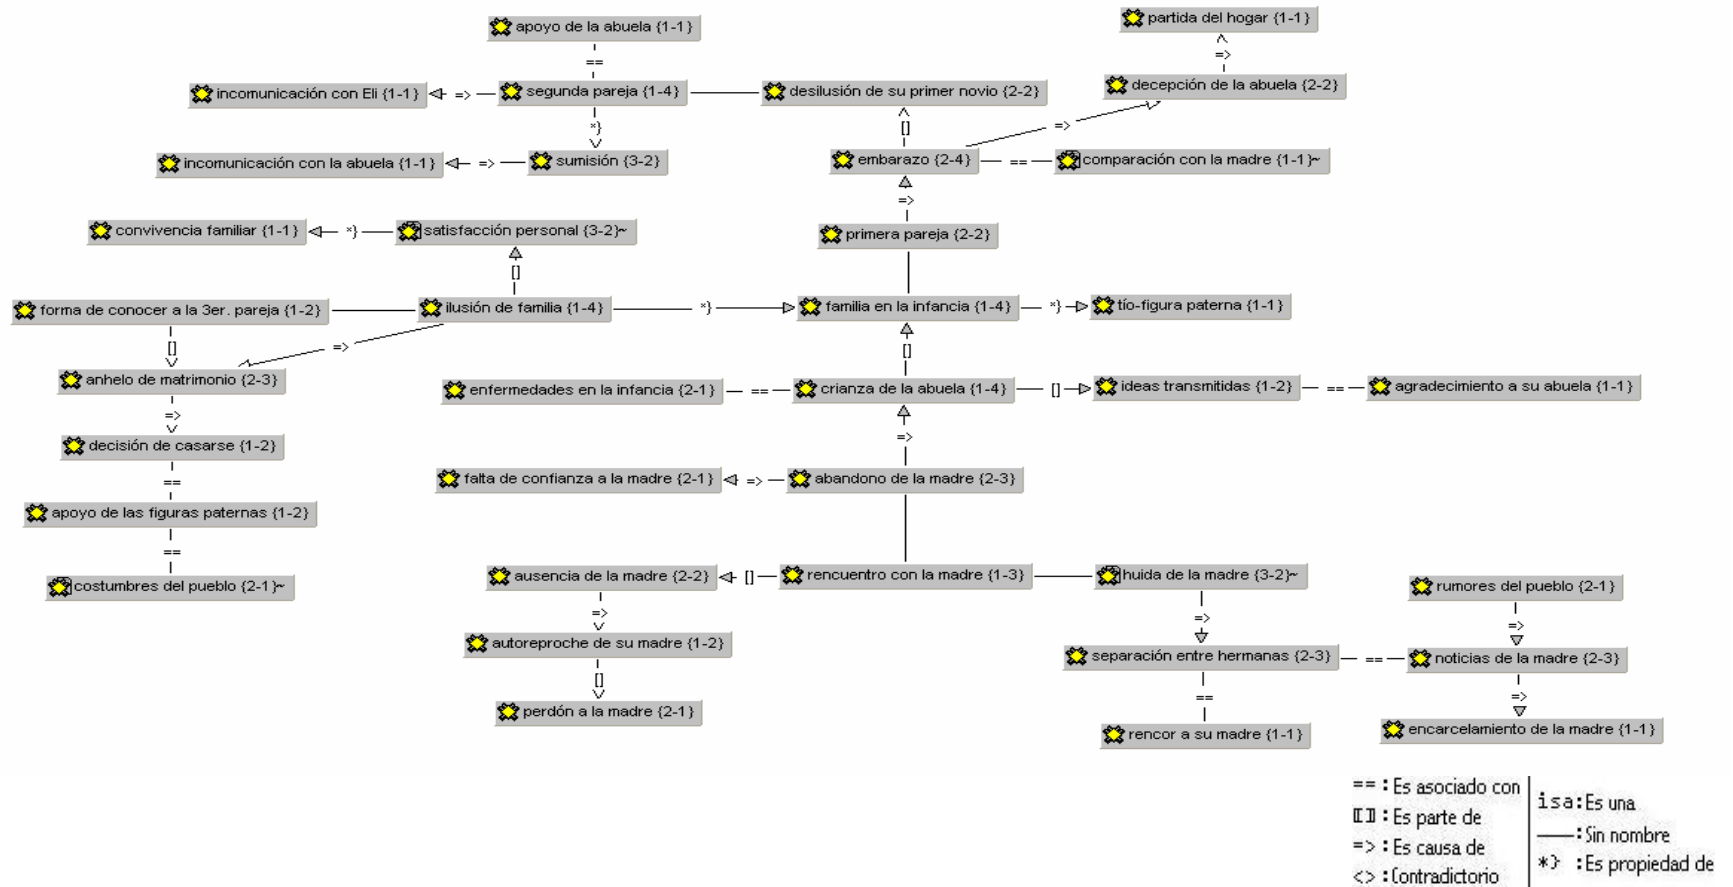 apoyo de la abuela {1-1}
partida del hogar {1-1}
==
=>
incomunicación con Eli {1-1}
=>
segunda pareja {1-4}
desilusión de su primer novio {2-2}
decepción de la abuela {2-2}
*}
[]
=>
incomunicación con la abuela {1-1}
=>
sumisión {3-2}
embarazo {2-4}
==
comparación con la madre {1-1}~
=>
convivencia familiar {1-1}
*}
satisfacción personal {3-2}~
primera pareja {2-2}
[]
forma de conocer a la 3er. pareja {1-2}
ilusión de familia {1-4}
*}
familia en la infancia {1-4}
*}
tío-figura paterna {1-1}
[]
=>
[]
anhelo de matrimonio {2-3}
enfermedades en la infancia {2-1}
==
crianza de la abuela {1-4}
[]
ideas transmitidas {1-2}
==
agradecimiento a su abuela {1-1}
=>
=>
decisión de casarse {1-2}
==
falta de confianza a la madre {2-1}
=>
abandono de la madre {2-3}
apoyo de las figuras paternas {1-2}
==
costumbres del pueblo {2-1}~
ausencia de la madre {2-2}
[]
rencuentro con la madre {1-3}
huida de la madre {3-2}~
rumores del pueblo {2-1}
=>
=>
=>
autoreproche de su madre {1-2}
separación entre hermanas {2-3}
==
noticias de la madre {2-3}
[]
==
=>
perdón a la madre {2-1}
rencor a su madre {1-1}
encarcelamiento de la madre {1-1}
== : Es asociado con
[] : Es parte de
=> : Es causa de
<> : Contradictorio
isa: Es una
—— : Sin nombre
*} : Es propiedad de